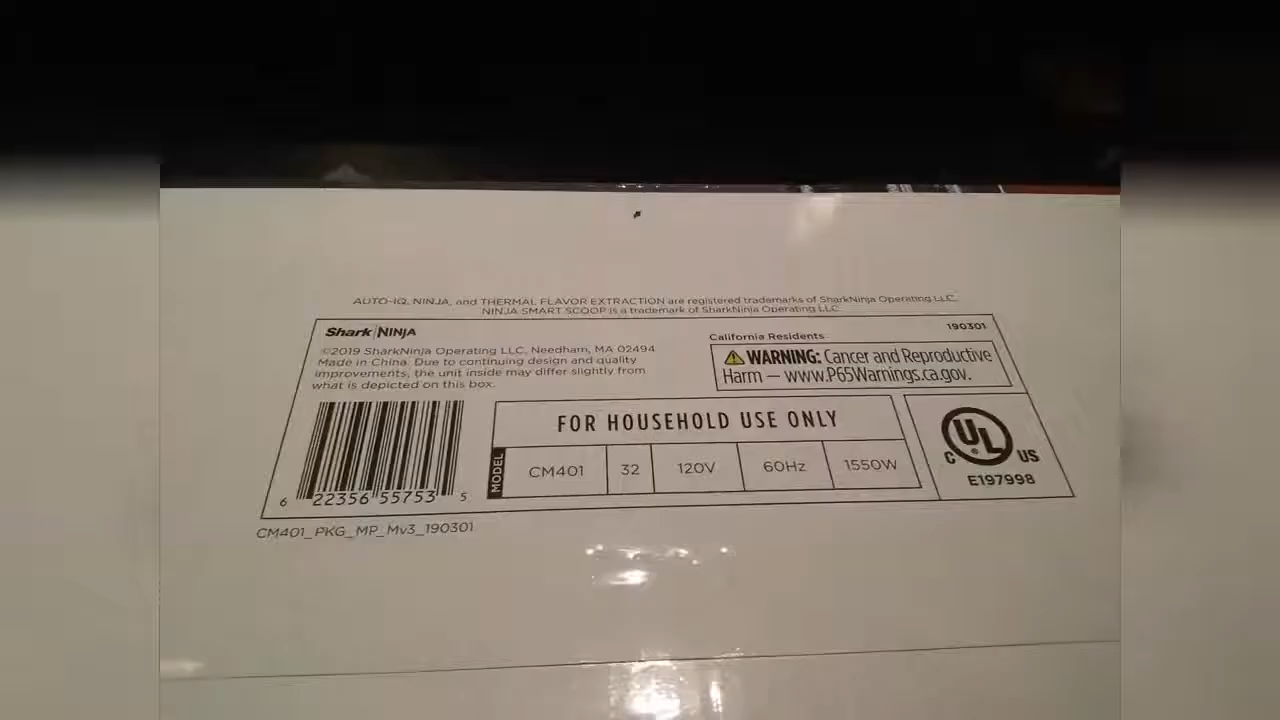 AUTO-IQ, NINJA, and THERMAL FLAVOR EXTRACTION are registered trademarks of SharkNinja Operating LLC.
NINJA SMART SCOOP is a trademark of SharkNinja Operating LLC.
Shark|NINJA
©2019 SharkNinja Operating LLC, Needham, MA 02494
Made in China. Due to continuing design and quality
improvements, the unit inside may differ slightly from
what is depicted on this box.
190301
California Residents
WARNING: Cancer and Reproductive
Harm — www.P65Warnings.ca.gov.
6 22356 55753 5
FOR HOUSEHOLD USE ONLY
MODEL CM401 32 120V 60Hz 1550W
UL
C US
E197998
CM401_PKG_MP_Mv3_190301